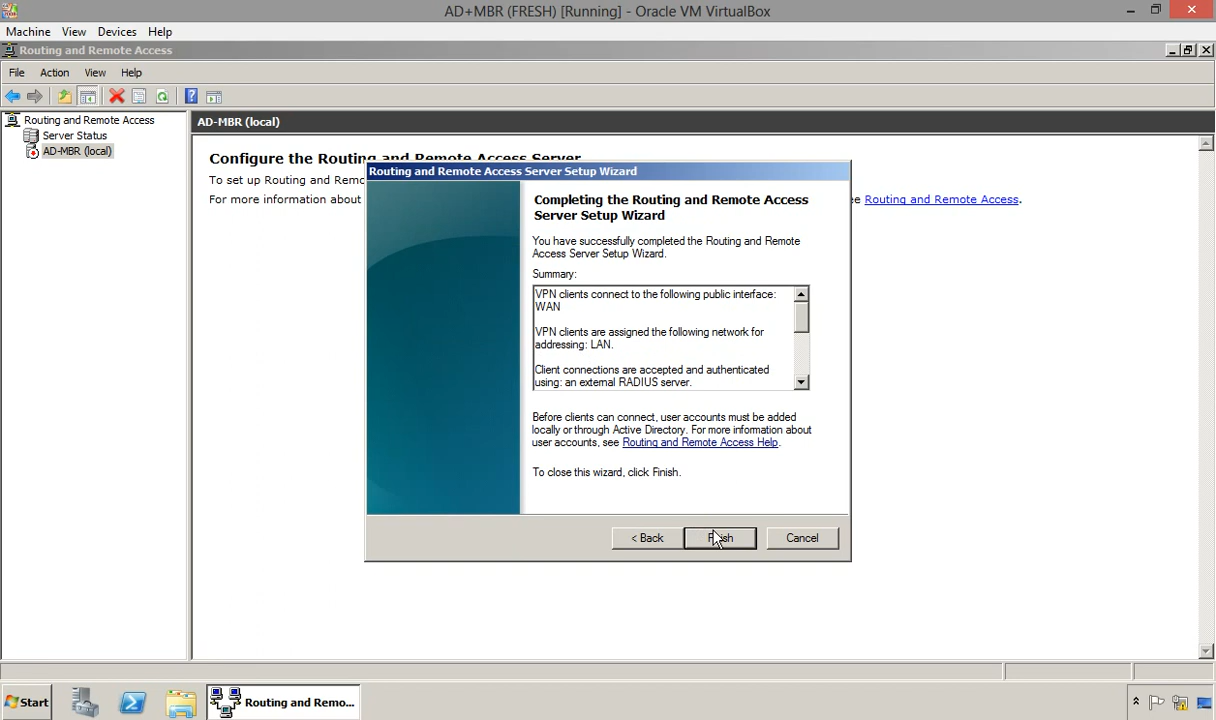 AD+MBR (FRESH) [Running] - Oracle VM VirtualBox
Machine View Devices Help
Routing and Remote Access
File Action View Help
Routing and Remote Access
Server Status
AD-MBR (local)
AD-MBR (local)
Configure the Routing and Remote Access Server
To set up Routing and Remo
For more information about
ee Routing and Remote Access.
Routing and Remote Access Server Setup Wizard
Completing the Routing and Remote Access
Server Setup Wizard
You have successfully completed the Routing and Remote
Access Server Setup Wizard.
Summary:
VPN clients connect to the following public interface:
WAN
VPN clients are assigned the following network for
addressing: LAN.
Client connections are accepted and authenticated
using: an external RADIUS server.
Before clients can connect, user accounts must be added
locally or through Active Directory. For more information about
user accounts, see Routing and Remote Access Help.
To close this wizard, click Finish.
< Back Finish Cancel
Start Routing and Remo...